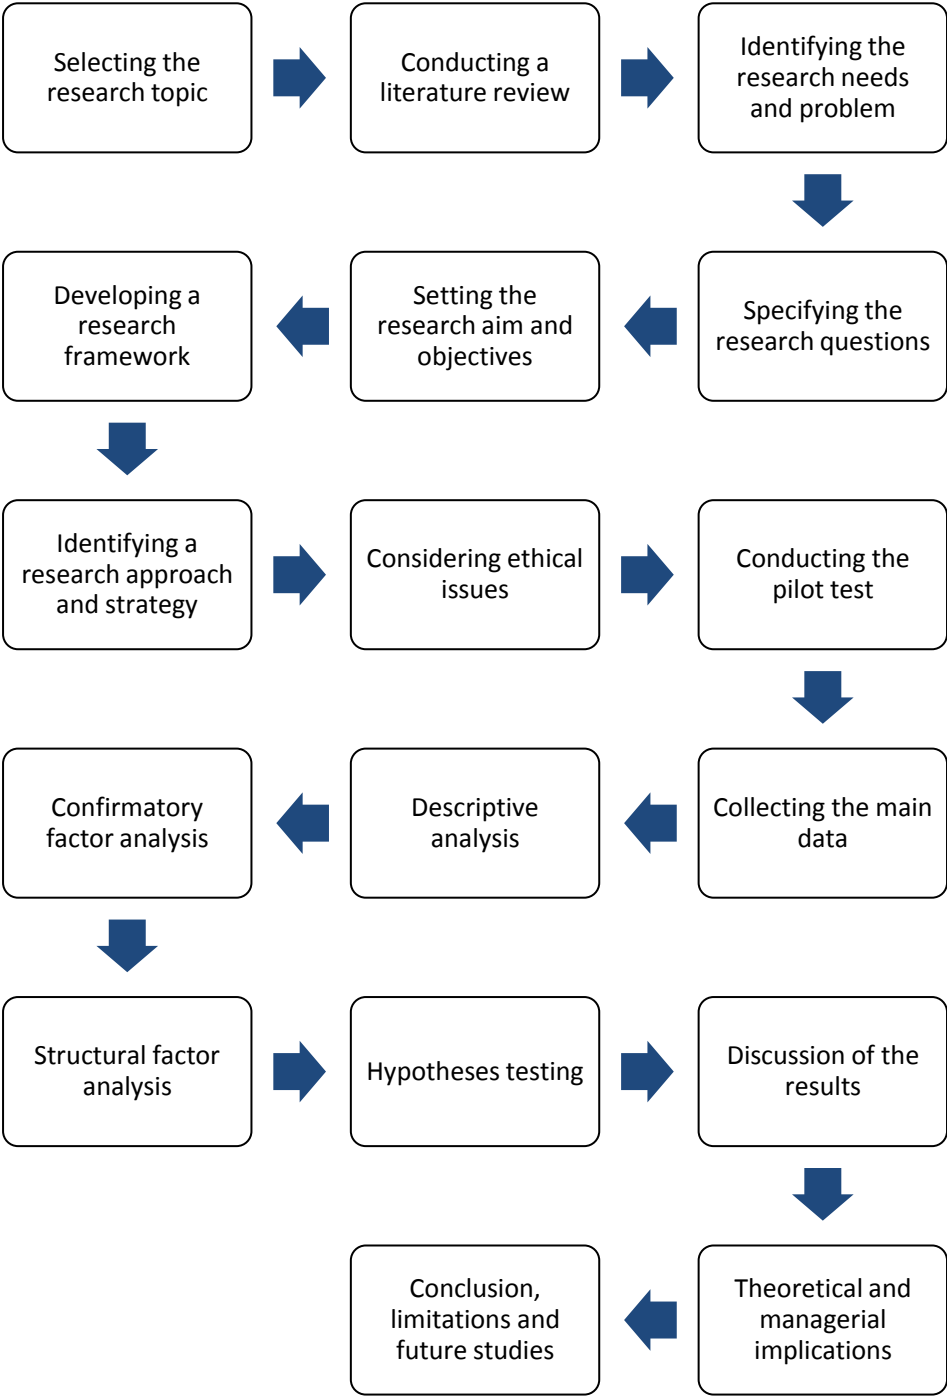 Selecting the
research topic
Conducting a
literature review
Identifying the
research needs
and problem
Specifying the
research questions
Setting the
research aim and
objectives
Developing a
research
framework
Identifying a
research approach
and strategy
Considering ethical
issues
Conducting the
pilot test
Collecting the main
data
Descriptive
analysis
Confirmatory
factor analysis
Structural factor
analysis
Hypotheses testing
Discussion of the
results
Theoretical and
managerial
implications
Conclusion,
limitations and
future studies